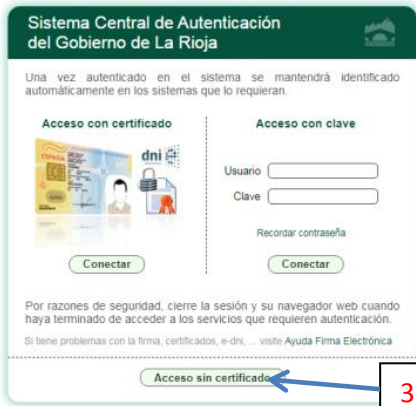 Sistema Central de Autenticación
del Gobierno de La Rioja
Una vez autenticado en el sistema se mantendrá identificado
automáticamente en los sistemas que lo requieran.
Acceso con certificado
ESPAÑA
dni
Conectar
Acceso con clave
Usuario
Clave
Recordar contraseña
Conectar
Por razones de seguridad, cierre la sesión y su navegador web cuando
haya terminado de acceder a los servicios que requieren autenticación.
Si tiene problemas con la firma, certificados, e-dni, ... visite Ayuda Firma Electrónica
Acceso sin certificado
3